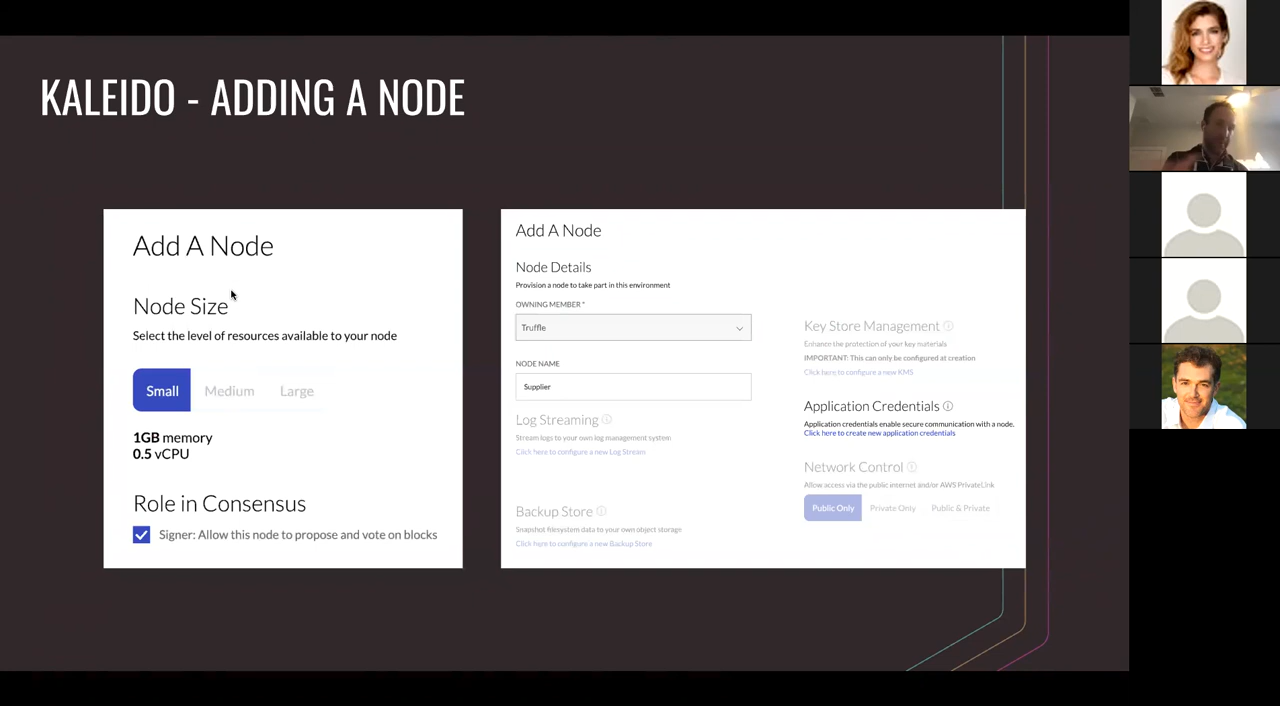 KALEIDO - ADDING A NODE
Add A Node
Node Size
Select the level of resources available to your node
Small Medium Large
1GB memory
0.5 vCPU
Role in Consensus
Signer: Allow this node to propose and vote on blocks
Add A Node
Node Details
Provision a node to take part in this environment
OWNING MEMBER *
Truffle
NODE NAME
Supplier
Log Streaming
Stream logs to your own log management system
Click here to configure a new Log Stream
Backup Store
Snapshot filesystem data to your own object storage
Click here to configure a new Backup Store
Key Store Management
Enhance the protection of your key materials
IMPORTANT: This can only be configured at creation
Click here to configure a new KMS
Application Credentials
Application credentials enable secure communication with a node.
Click here to create new application credentials
Network Control
Allow access via the public internet and/or AWS PrivateLink
Public Only Private Only Public & Private